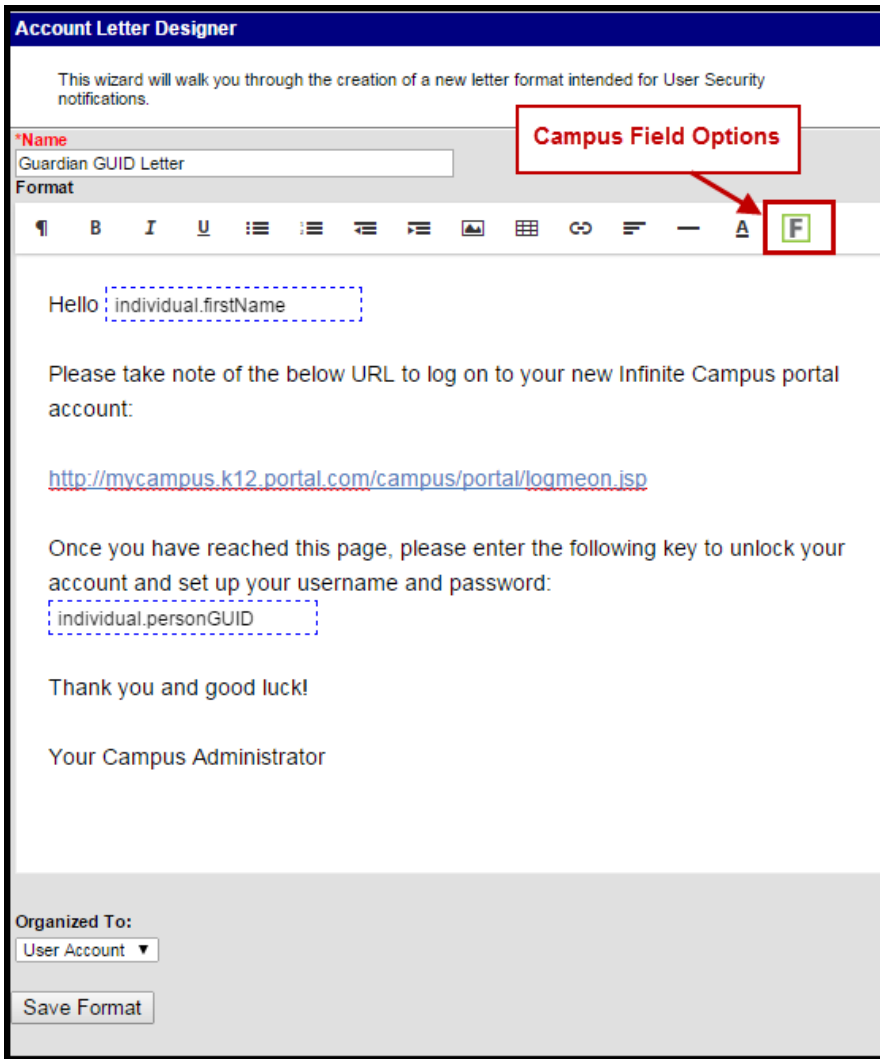 Account Letter Designer
This wizard will walk you through the creation of a new letter format intended for User Security
notifications.
*Name
Campus Field Options
Guardian GUID Letter
Format
¶ B I U A F
Hello individual.firstName
Please take note of the below URL to log on to your new Infinite Campus portal
account:
http://mycampus.k12.portal.com/campus/portal/logmeon.jsp
Once you have reached this page, please enter the following key to unlock your
account and set up your username and password:
individual.personGUID
Thank you and good luck!
Your Campus Administrator
Organized To:
User Account ▼
Save Format